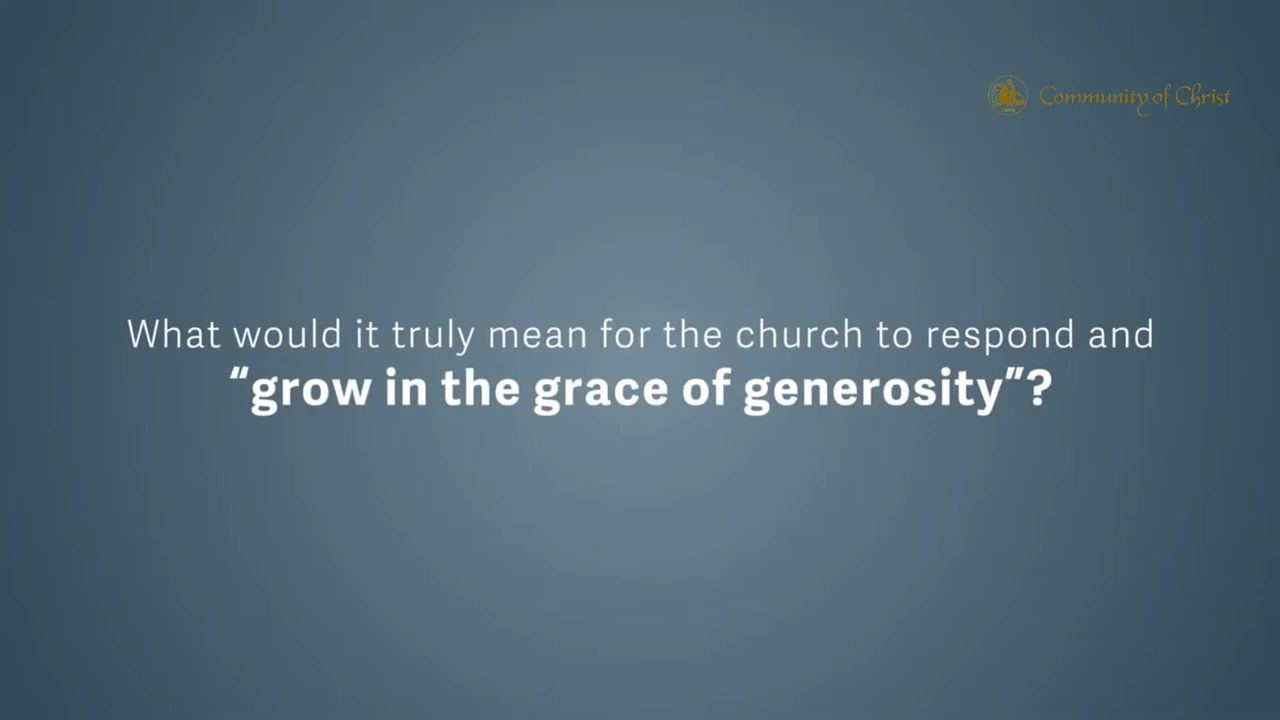 Community of Christ
What would it truly mean for the church to respond and
“grow in the grace of generosity”?